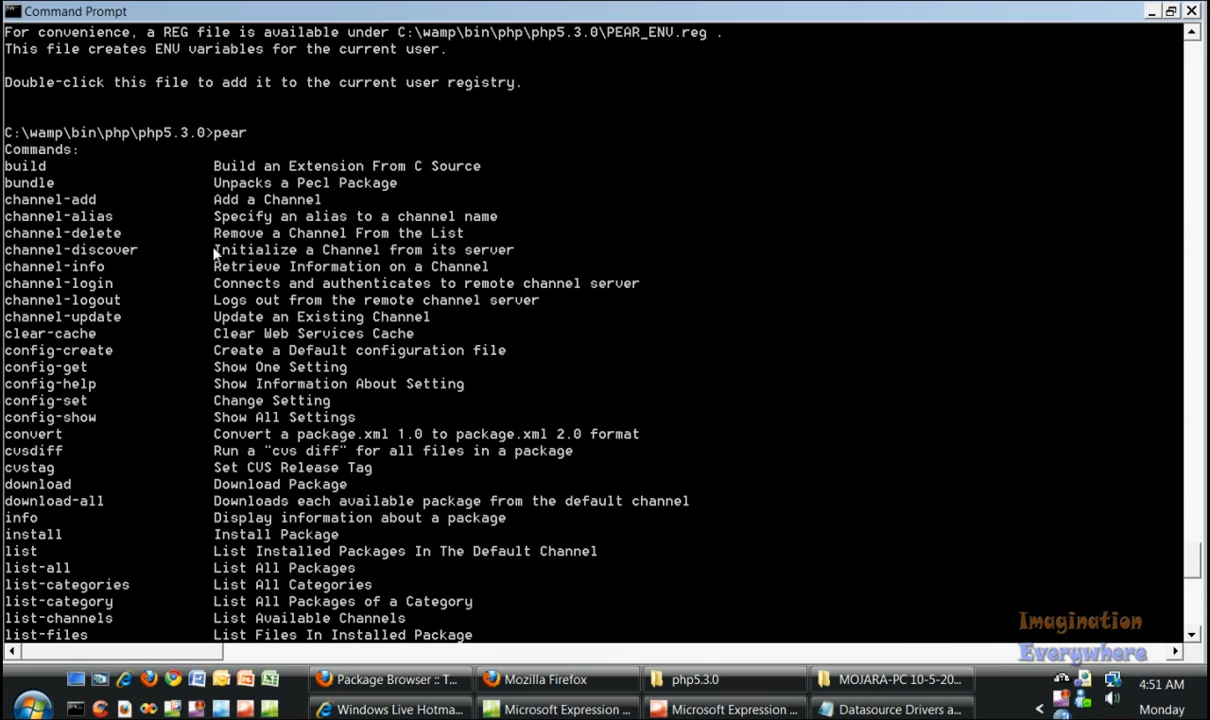 Command Prompt
For convenience, a REG file is available under C:\wamp\bin\php\php5.3.0\PEAR_ENV.reg .
This file creates ENV variables for the current user.
Double-click this file to add it to the current user registry.
C:\wamp\bin\php\php5.3.0>pear
Commands:
build Build an Extension From C Source
bundle Unpacks a Pecl Package
channel-add Add a Channel
channel-alias Specify an alias to a channel name
channel-delete Remove a Channel From the List
channel-discover Initialize a Channel from its server
channel-info Retrieve Information on a Channel
channel-login Connects and authenticates to remote channel server
channel-logout Logs out from the remote channel server
channel-update Update an Existing Channel
clear-cache Clear Web Services Cache
config-create Create a Default configuration file
config-get Show One Setting
config-help Show Information About Setting
config-set Change Setting
config-show Show All Settings
convert Convert a package.xml 1.0 to package.xml 2.0 format
cvsdiff Run a "cvs diff" for all files in a package
cvstag Set CVS Release Tag
download Download Package
download-all Downloads each available package from the default channel
info Display information about a package
install Install Package
list List Installed Packages In The Default Channel
list-all List All Packages
list-categories List All Categories
list-category List All Packages of a Category
list-channels List Available Channels
list-files List Files In Installed Package
Imagination
Everywhere
Package Browser :: T... Mozilla Firefox php5.3.0 MOJARA-PC 10-5-20... 4:51 AM
Windows Live Hotma... Microsoft Expression ... Microsoft Expression ... Datasource Drivers a... Monday